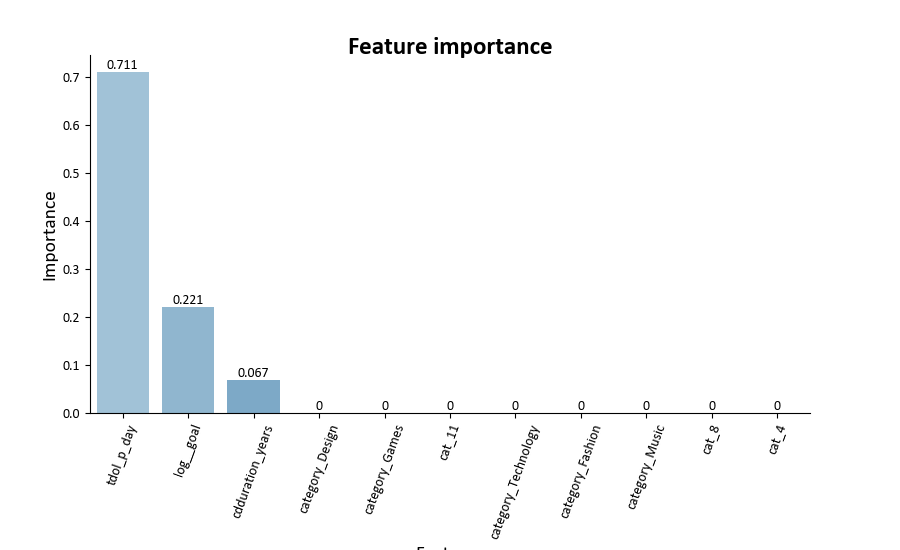 Feature importance
Importance
0.7
0.6
0.5
0.4
0.3
0.2
0.1
0.0
0.711
0.221
0.067
0
0
0
0
0
0
0
0
tdol_p_day
log__goal
cdduration_years
category_Design
category_Games
cat_11
category_Technology
category_Fashion
category_Music
cat_8
cat_4